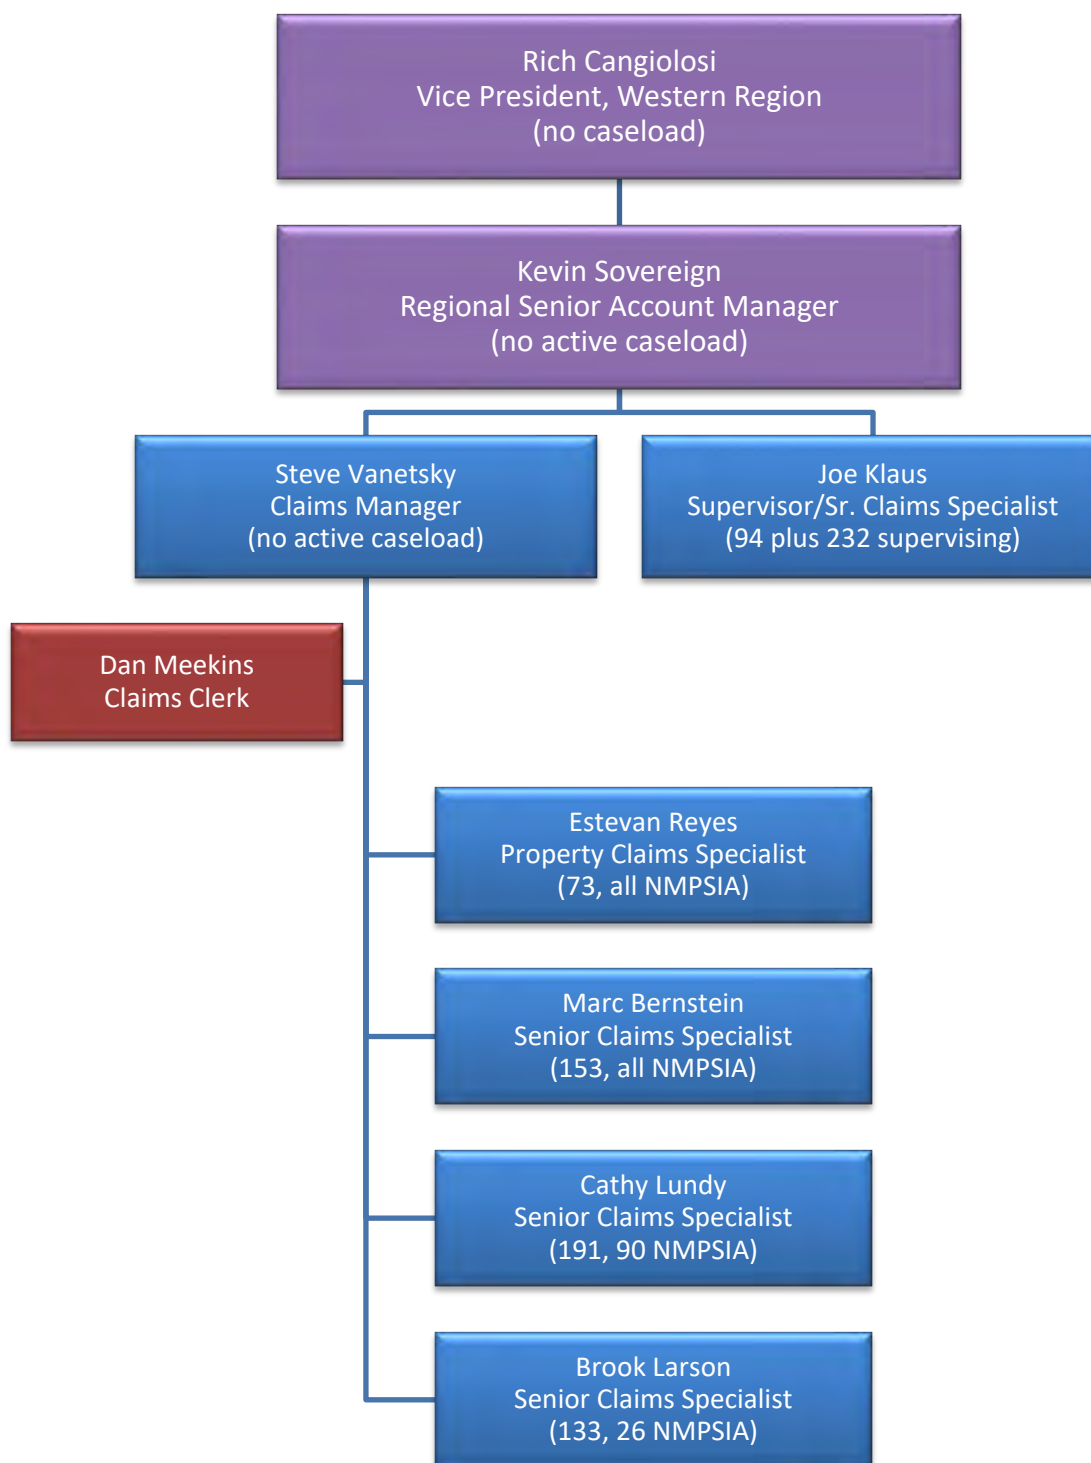 Rich Cangiolosi
Vice President, Western Region
(no caseload)
Kevin Sovereign
Regional Senior Account Manager
(no active caseload)
Steve Vanetsky
Claims Manager
(no active caseload)
Joe Klaus
Supervisor/Sr. Claims Specialist
(94 plus 232 supervising)
Dan Meekins
Claims Clerk
Estevan Reyes
Property Claims Specialist
(73, all NMPSIA)
Marc Bernstein
Senior Claims Specialist
(153, all NMPSIA)
Cathy Lundy
Senior Claims Specialist
(191, 90 NMPSIA)
Brook Larson
Senior Claims Specialist
(133, 26 NMPSIA)